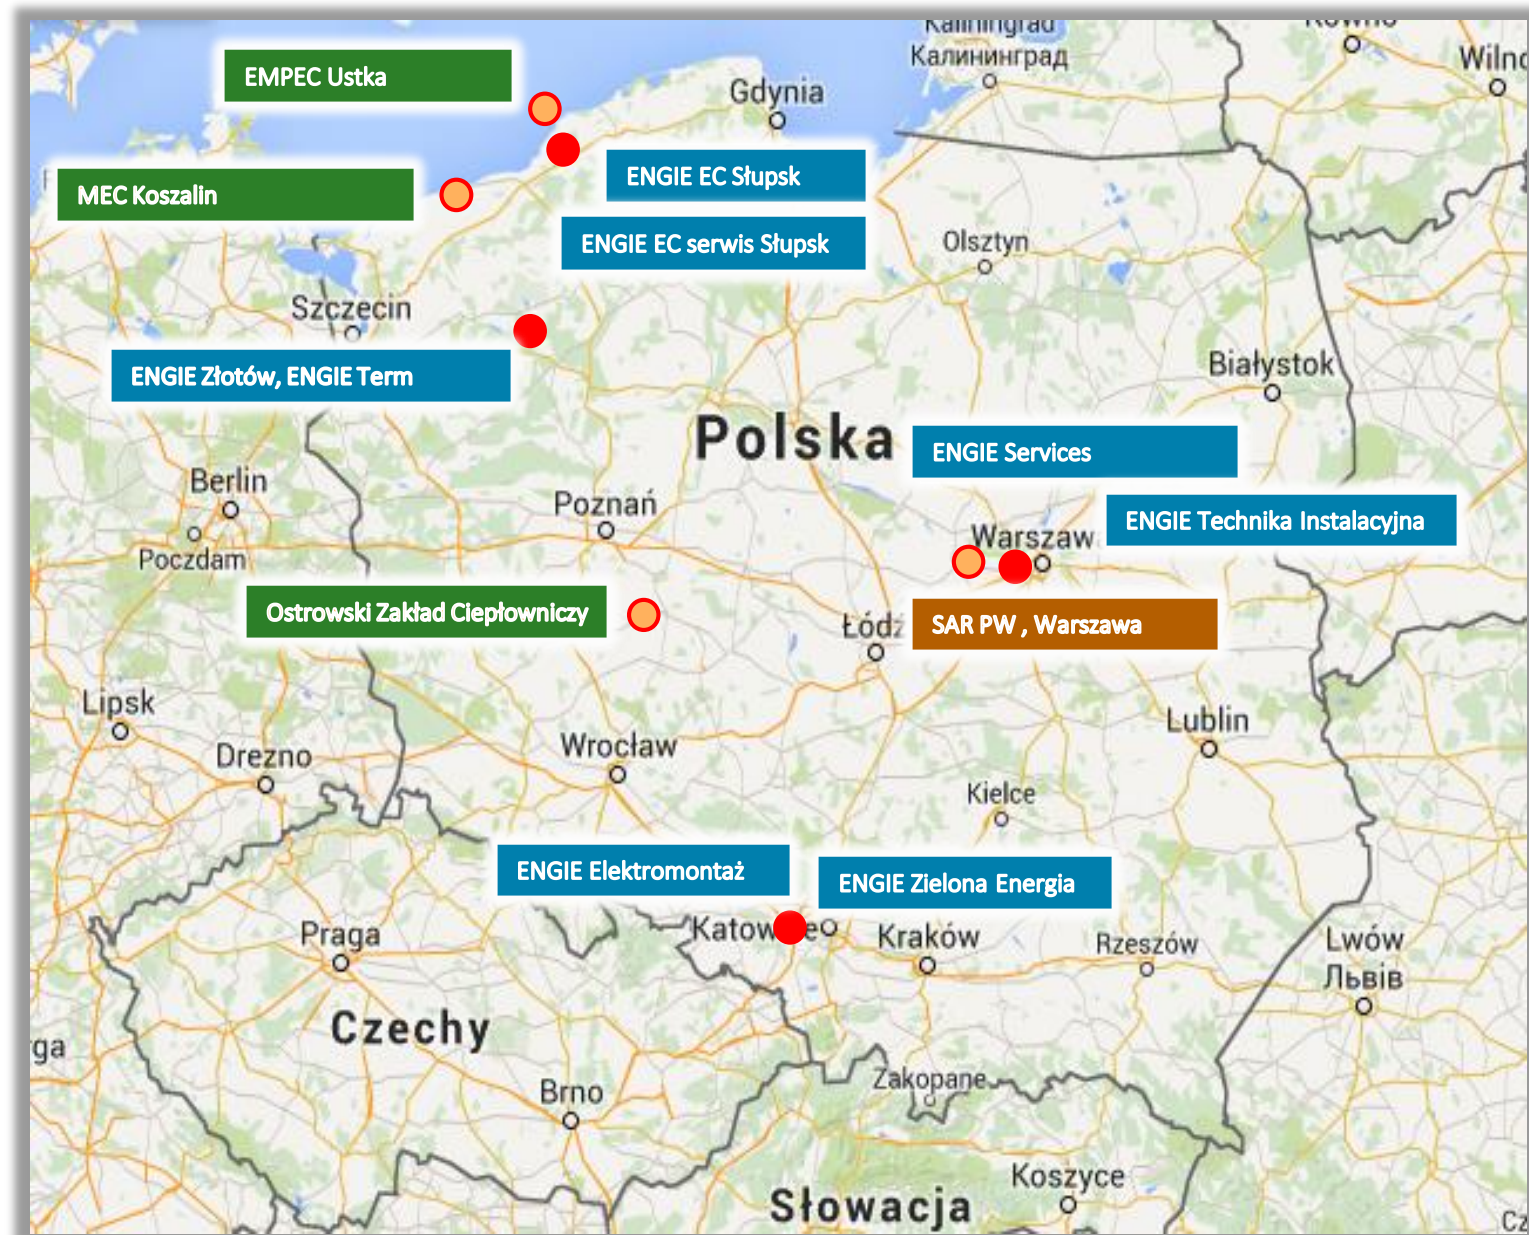 Kaliningrad
Калининград
Wilno
EMPEC Ustka
Gdynia
MEC Koszalin
ENGIE EC Słupsk
ENGIE EC serwis Słupsk
Olsztyn
Szczecin
ENGIE Złotów, ENGIE Term
Białystok
Polska
ENGIE Services
Berlin
Poczdam
Poznań
ENGIE Technika Instalacyjna
Warszaw
Ostrowski Zakład Ciepłowniczy
Łódź
SAR PW , Warszawa
Lipsk
Drezno
Wrocław
Lublin
Kielce
ENGIE Elektromontaż
ENGIE Zielona Energia
Praga
Kraków
Rzeszów
Lwów
Львів
Czechy
ga
Brno
Zakopane
Koszyce
Słowacja
Cz